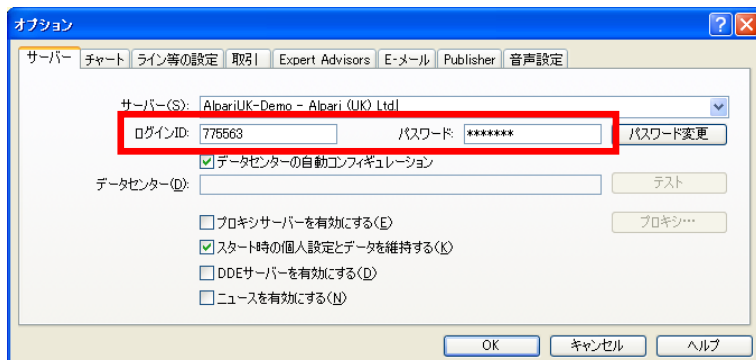 オプション
サーバー チャート ライン等の設定 取引 Expert Advisors E-メール Publisher 音声設定
サーバー(S): AlpariUK-Demo - Alpari (UK) Ltd.
ログインID: 775563 パスワード: ******* パスワード変更
データセンターの自動コンフィギュレーション
データセンター(D): テスト
プロキシサーバーを有効にする(E) プロキシ…
スタート時の個人設定とデータを維持する(K)
DDEサーバーを有効にする(D)
ニュースを有効にする(N)
OK キャンセル ヘルプ